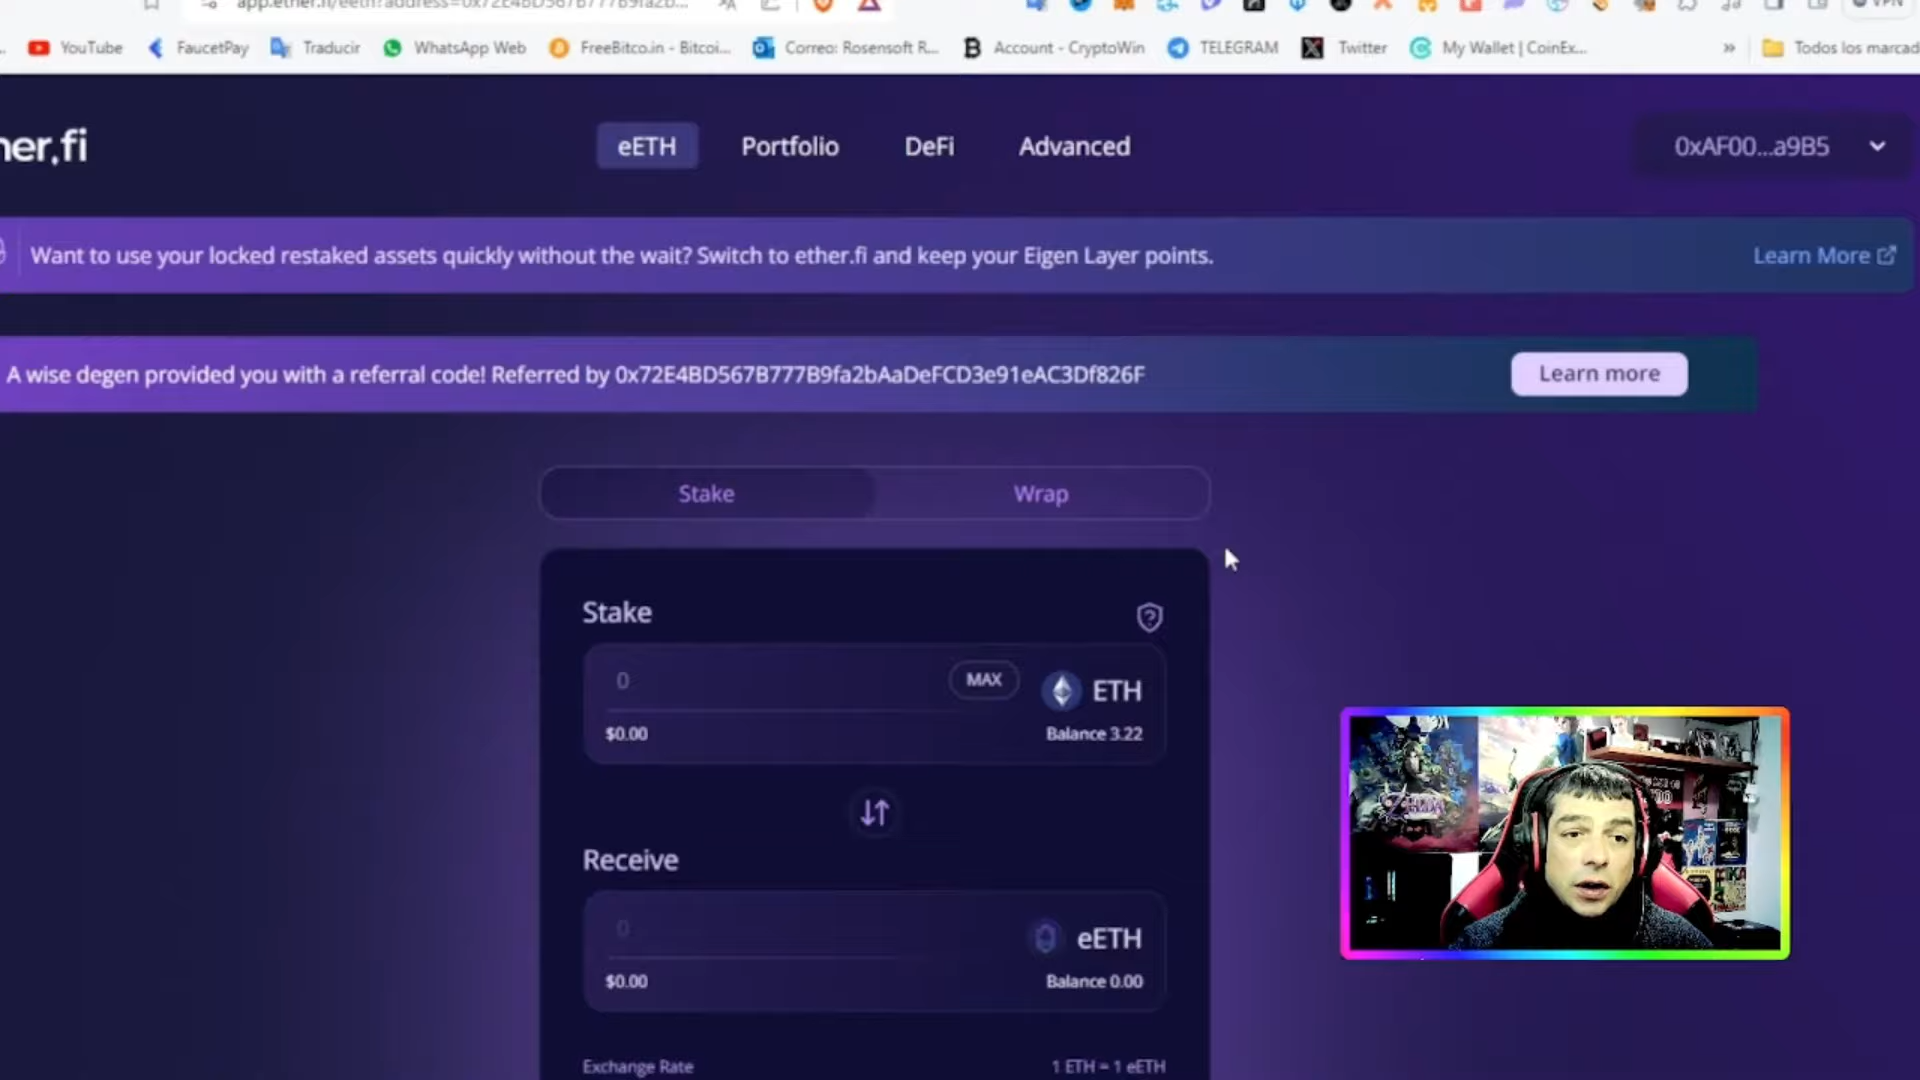 YouTube FaucetPay Traducir WhatsApp Web FreeBitco.in - Bitcoi... Correo: Rosensoft R... Account - CryptoWin TELEGRAM Twitter My Wallet | CoinEx... » Todos los marcad
her.fi eETH Portfolio DeFi Advanced 0xAF00...a9B5
Want to use your locked restaked assets quickly without the wait? Switch to ether.fi and keep your Eigen Layer points. Learn More
A wise degen provided you with a referral code! Referred by 0x72E4BD567B777B9fa2bAaDeFCD3e91eAC3Df826F Learn more
Stake Wrap
Stake
0 MAX ETH
$0.00 Balance 3.22
Receive
0 eETH
$0.00 Balance 0.00
Exchange Rate 1 ETH = 1 eETH
ZELDA